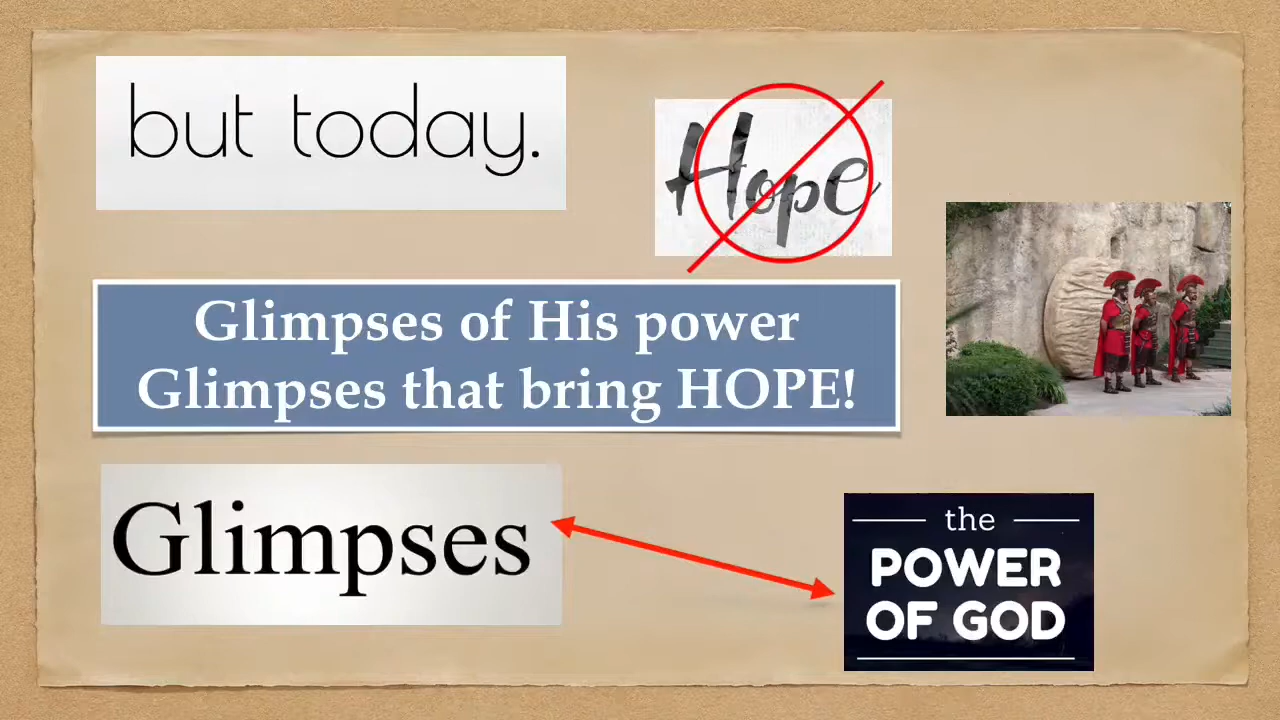 but today.
Hope
Glimpses of His power
Glimpses that bring HOPE!
Glimpses
the
POWER
OF GOD